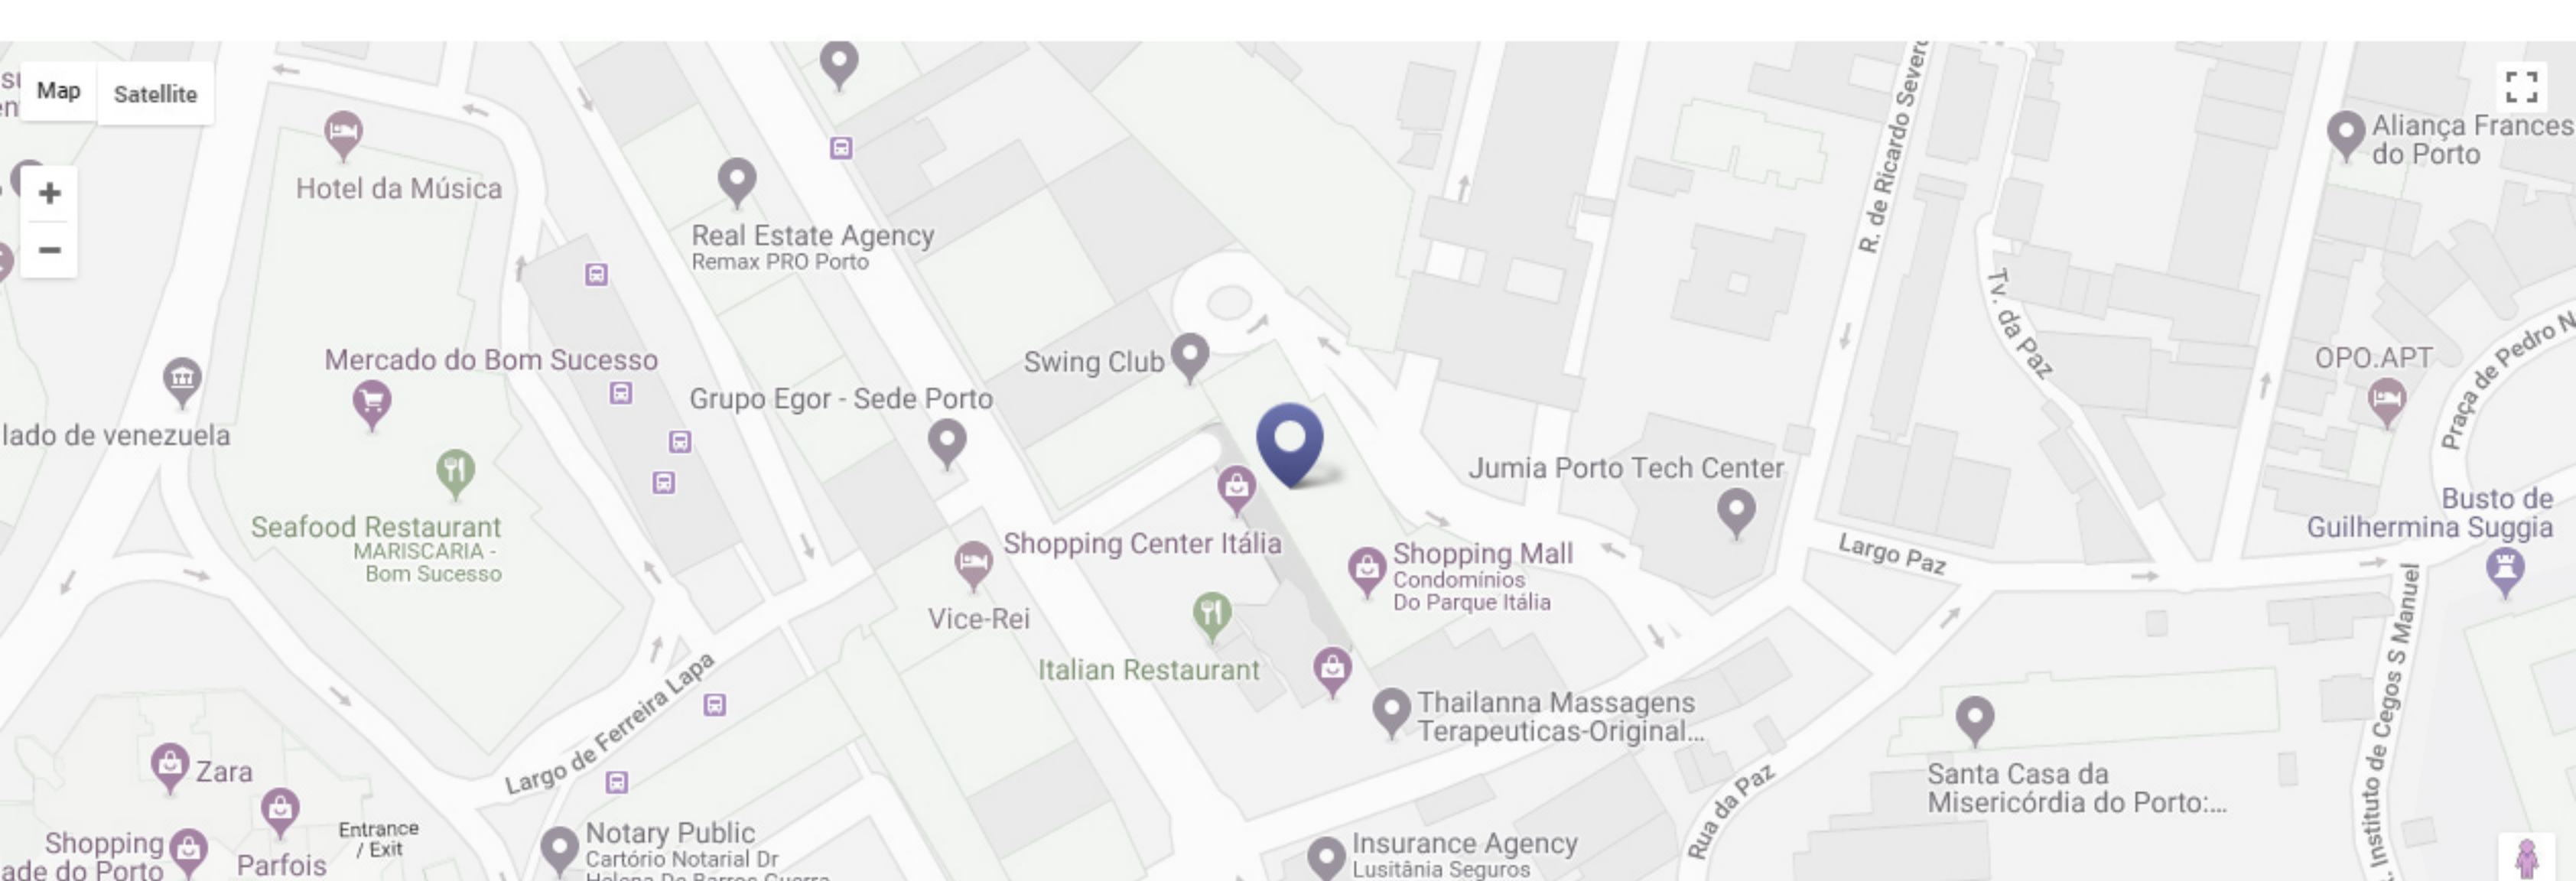 Map
Satellite
+
−
Hotel da Música
Real Estate Agency
Remax PRO Porto
R. de Ricardo Severo
Aliança Frances
do Porto
Tv. da Paz
Mercado do Bom Sucesso
Swing Club
Grupo Egor - Sede Porto
OPO.APT
Praça de Pedro N
lado de venezuela
Jumia Porto Tech Center
Busto de
Guilhermina Suggia
Seafood Restaurant
MARISCARIA -
Bom Sucesso
Shopping Center Itália
Shopping Mall
Condomínios
Do Parque Itália
Largo Paz
Vice-Rei
Italian Restaurant
Instituto de Cegos S Manuel
Largo de Ferreira Lapa
Thailanna Massagens
Terapeuticas-Original...
Zara
Rua da Paz
Santa Casa da
Misericórdia do Porto:...
Entrance
/ Exit
Shopping
ade do Porto
Parfois
Notary Public
Cartório Notarial Dr
Helena De Barros Guerra
Insurance Agency
Lusitânia Seguros